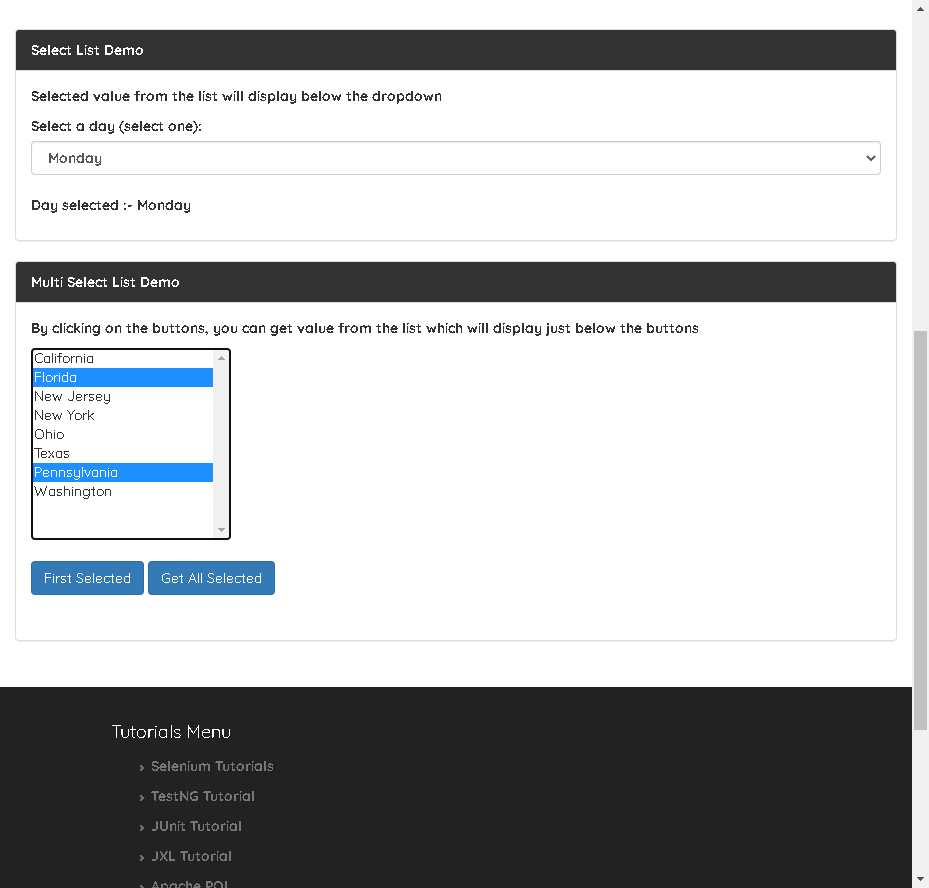 Select List Demo
Selected value from the list will display below the dropdown
Select a day (select one):
Monday
Day selected :- Monday
Multi Select List Demo
By clicking on the buttons, you can get value from the list which will display just below the buttons
California
Florida
New Jersey
New York
Ohio
Texas
Pennsylvania
Washington
First Selected Get All Selected
Tutorials Menu
Selenium Tutorials
TestNG Tutorial
JUnit Tutorial
JXL Tutorial
Apache POI